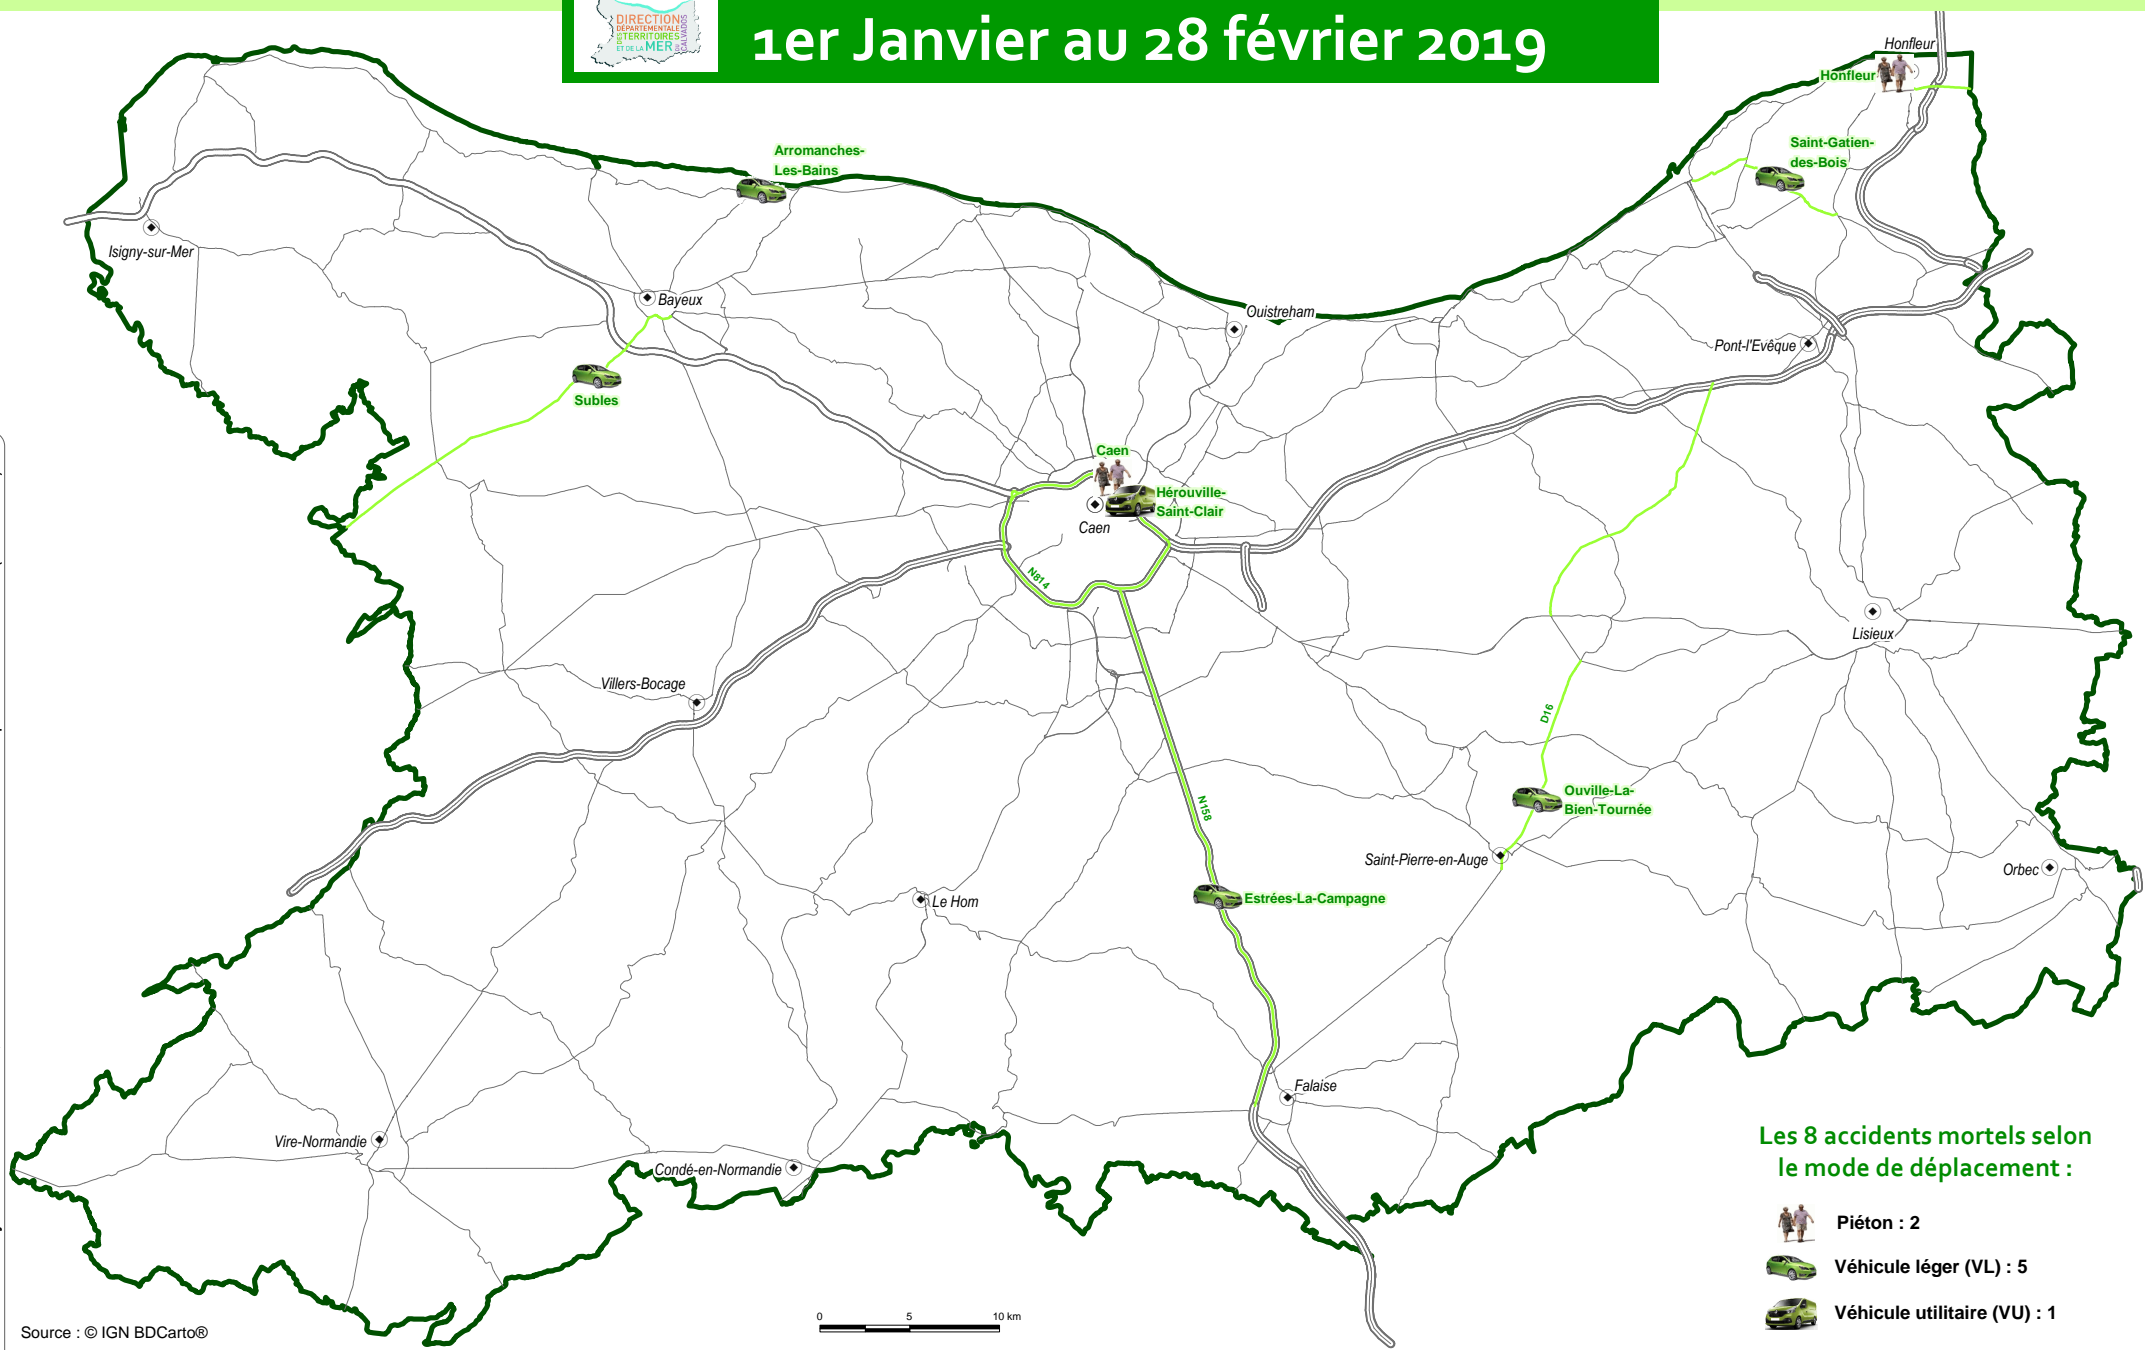 DIRECTION
DÉPARTEMENTALE
DES TERRITOIRES
ET DE LA MER
DU CALVADOS
1er Janvier au 28 février 2019
Honfleur
Honfleur
Arromanches-
Les-Bains
Saint-Gatien-
des-Bois
Isigny-sur-Mer
Bayeux
Ouistreham
Pont-l'Evêque
Subles
Caen
Hérouville-
Saint-Clair
Caen
N814
Lisieux
Villers-Bocage
D16
N158
Ouville-La-
Bien-Tournée
Saint-Pierre-en-Auge
Orbec
Le Hom
Estrées-La-Campagne
Falaise
Vire-Normandie
Condé-en-Normandie
Les 8 accidents mortels selon
le mode de déplacement :
Piéton : 2
Véhicule léger (VL) : 5
Véhicule utilitaire (VU) : 1
0 5 10 km
Source : © IGN BDCarto®